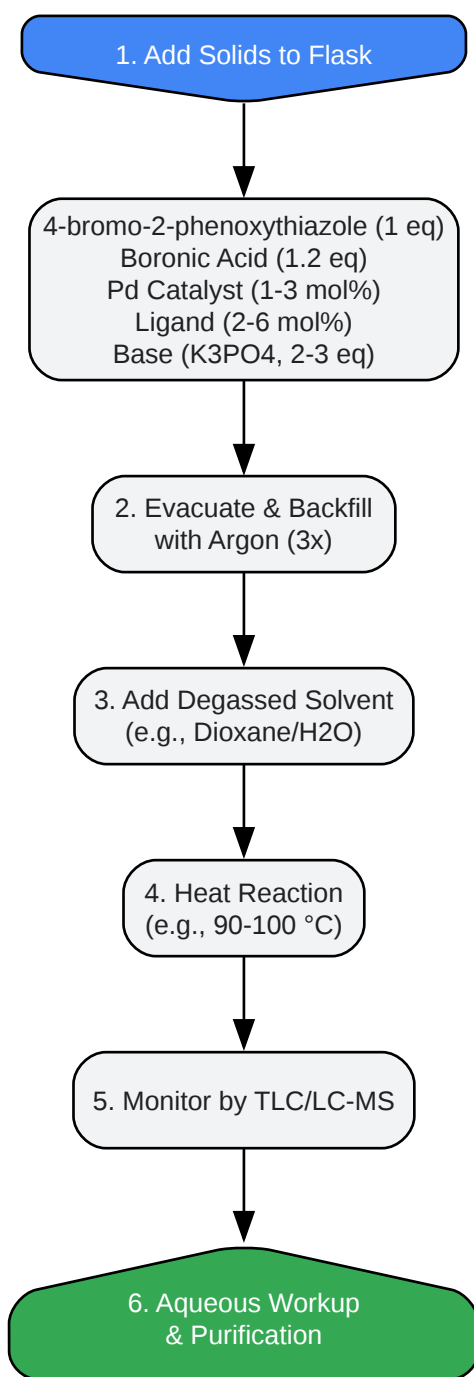 1. Add Solids to Flask
4-bromo-2-phenoxythiazole (1 eq)
Boronic Acid (1.2 eq)
Pd Catalyst (1-3 mol%)
Ligand (2-6 mol%)
Base (K3PO4, 2-3 eq)
2. Evacuate & Backfill
with Argon (3x)
3. Add Degassed Solvent
(e.g., Dioxane/H2O)
4. Heat Reaction
(e.g., 90-100 °C)
5. Monitor by TLC/LC-MS
6. Aqueous Workup
& Purification